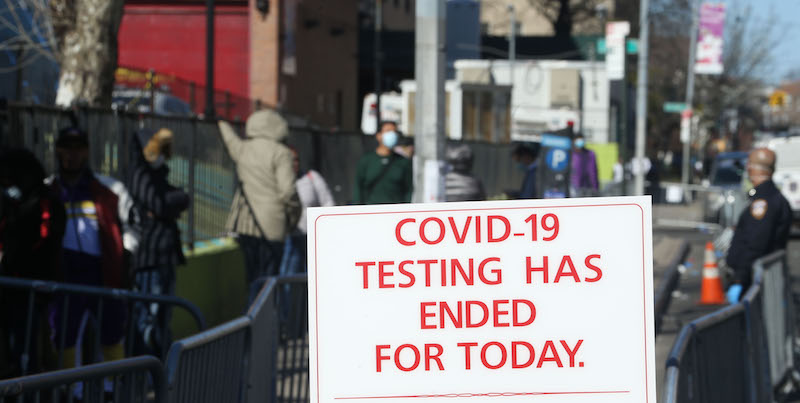 COVID-19
TESTING HAS
ENDED
FOR TODAY.
P